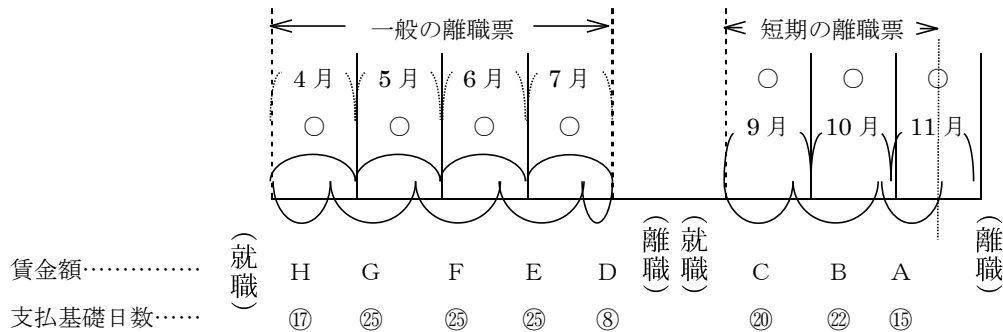 一般の離職票 短期の離職票
4月 5月 6月 7月 ○ ○ ○
○ ○ ○ ○ 9月 10月 11月
(就職) (離職) (就職) (離職)
賃金額…………… H G F E D C B A
支払基礎日数…… ⑰ ㉕ ㉕ ㉕ ⑧ ⑳ ㉒ ⑮